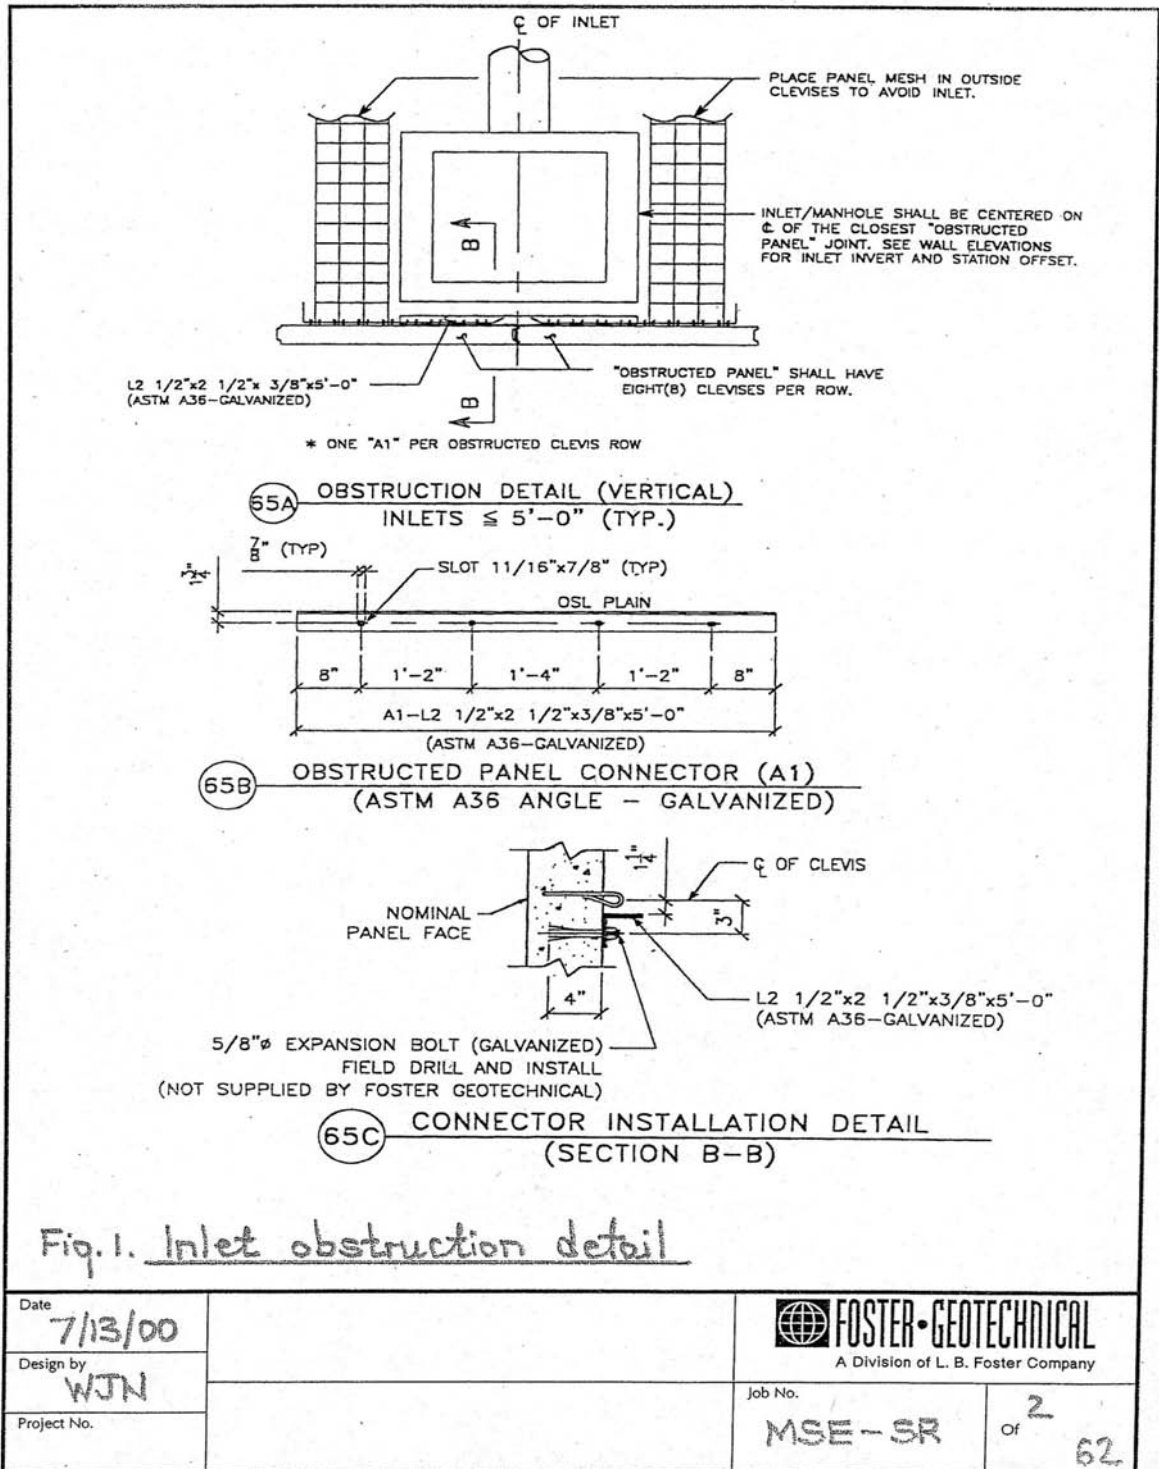 ℄ OF INLET
PLACE PANEL MESH IN OUTSIDE
CLEVISES TO AVOID INLET.
INLET/MANHOLE SHALL BE CENTERED ON
℄ OF THE CLOSEST "OBSTRUCTED
PANEL" JOINT. SEE WALL ELEVATIONS
FOR INLET INVERT AND STATION OFFSET.
B
L2 1/2"x2 1/2"x 3/8"x5'-0"
(ASTM A36-GALVANIZED)
"OBSTRUCTED PANEL" SHALL HAVE
EIGHT(8) CLEVISES PER ROW.
B
* ONE "A1" PER OBSTRUCTED CLEVIS ROW
65A
OBSTRUCTION DETAIL (VERTICAL)
INLETS ≦ 5'-0" (TYP.)
7/8" (TYP)
1 3/4"
SLOT 11/16"x7/8" (TYP)
OSL PLAIN
8" 1'-2" 1'-4" 1'-2" 8"
A1-L2 1/2"x2 1/2"x3/8"x5'-0"
(ASTM A36-GALVANIZED)
65B
OBSTRUCTED PANEL CONNECTOR (A1)
(ASTM A36 ANGLE - GALVANIZED)
1 1/4"
℄ OF CLEVIS
3"
NOMINAL
PANEL FACE
4"
L2 1/2"x2 1/2"x3/8"x5'-0"
(ASTM A36-GALVANIZED)
5/8"ø EXPANSION BOLT (GALVANIZED)
FIELD DRILL AND INSTALL
(NOT SUPPLIED BY FOSTER GEOTECHNICAL)
65C
CONNECTOR INSTALLATION DETAIL
(SECTION B-B)
Fig.1. Inlet obstruction detail
Date
7/13/00
Design by
WJN
Project No.
FOSTER•GEOTECHNICAL
A Division of L. B. Foster Company
Job No.
MSE-SR
2
Of
62